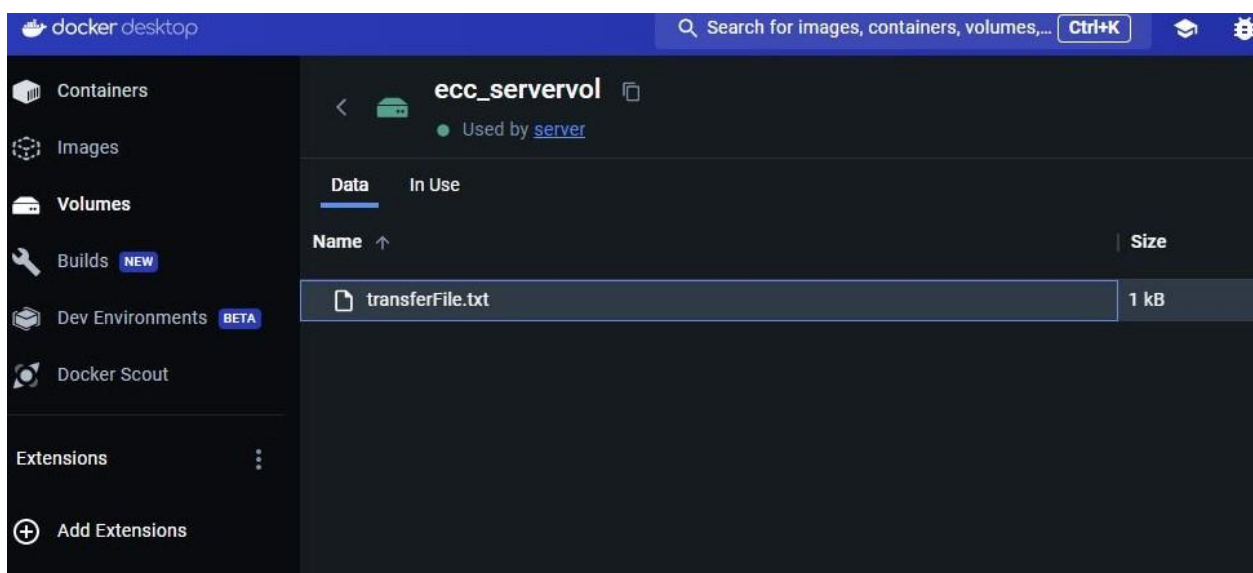 docker desktop
Search for images, containers, volumes,... Ctrl+K
Containers
Images
Volumes
Builds NEW
Dev Environments BETA
Docker Scout
Extensions
Add Extensions
ecc_servervol
Used by server
Data In Use
Name Size
transferFile.txt 1 kB